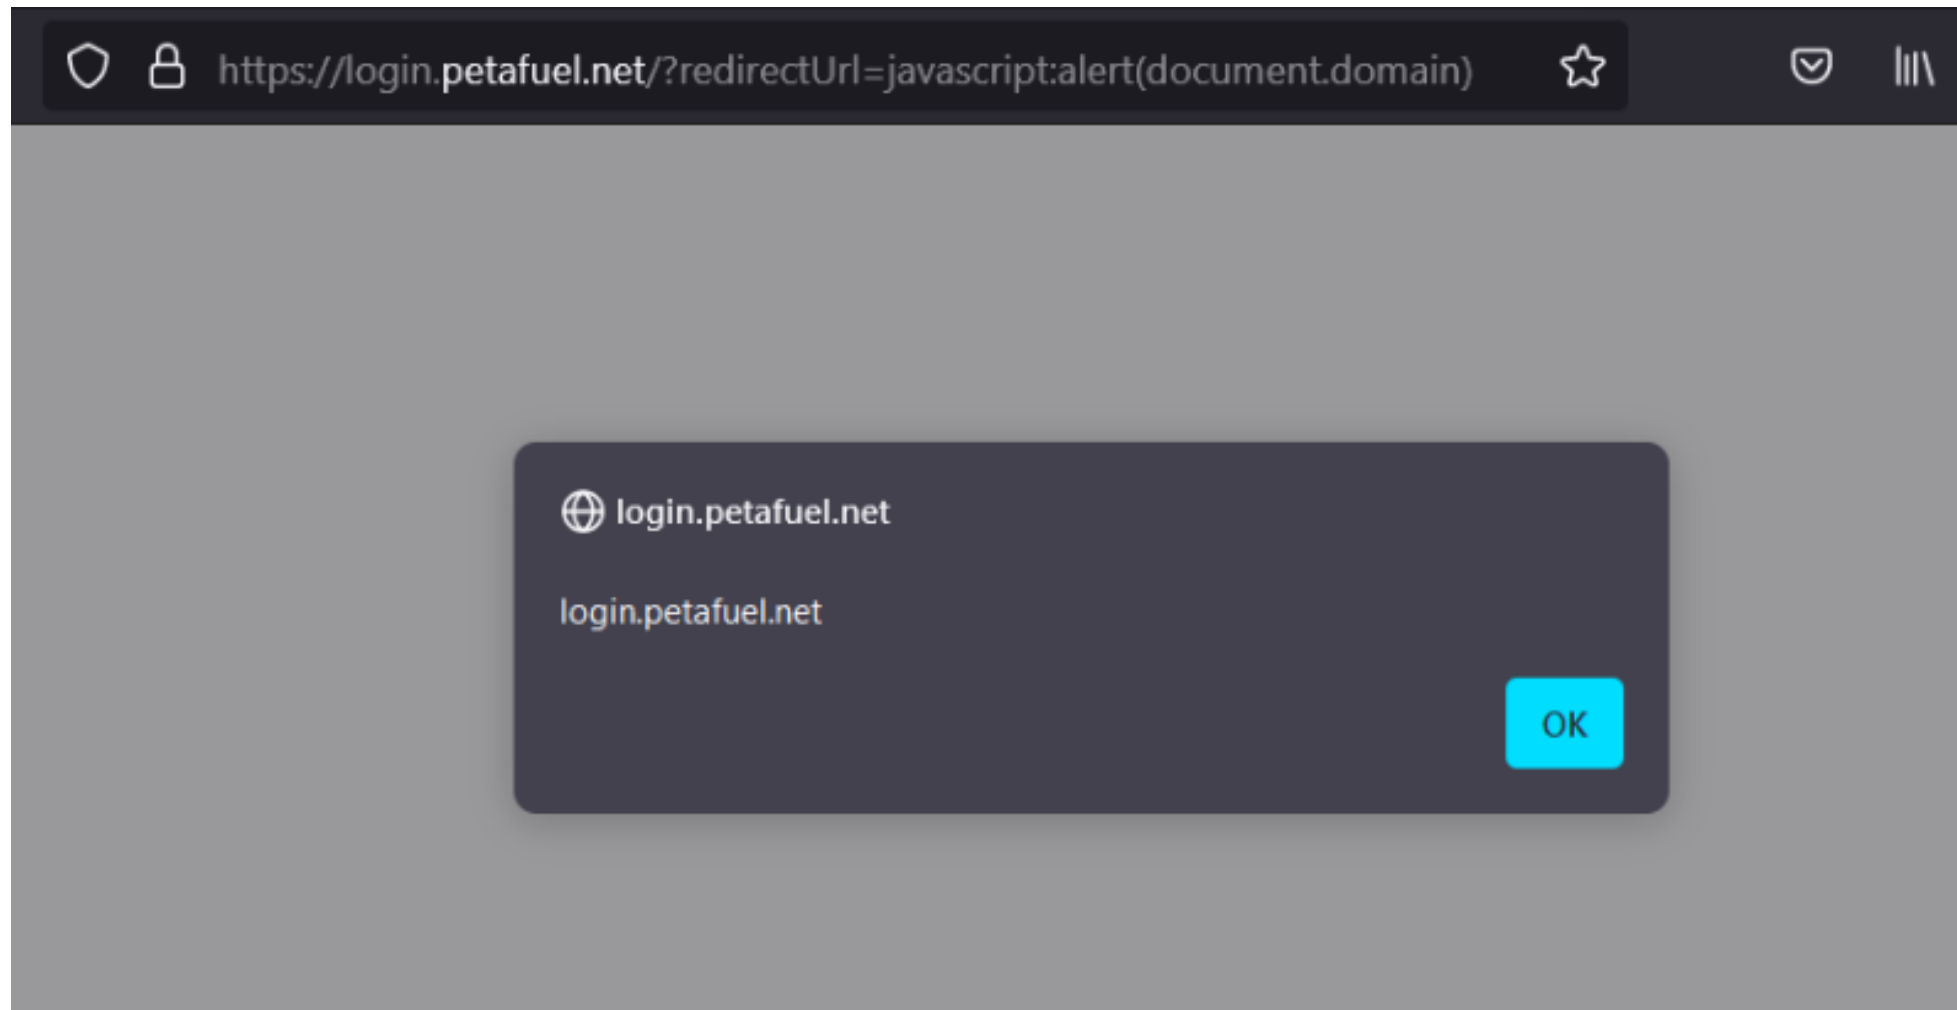 https://login.petafuel.net/?redirectUrl=javascript:alert(document.domain)
login.petafuel.net
login.petafuel.net
OK